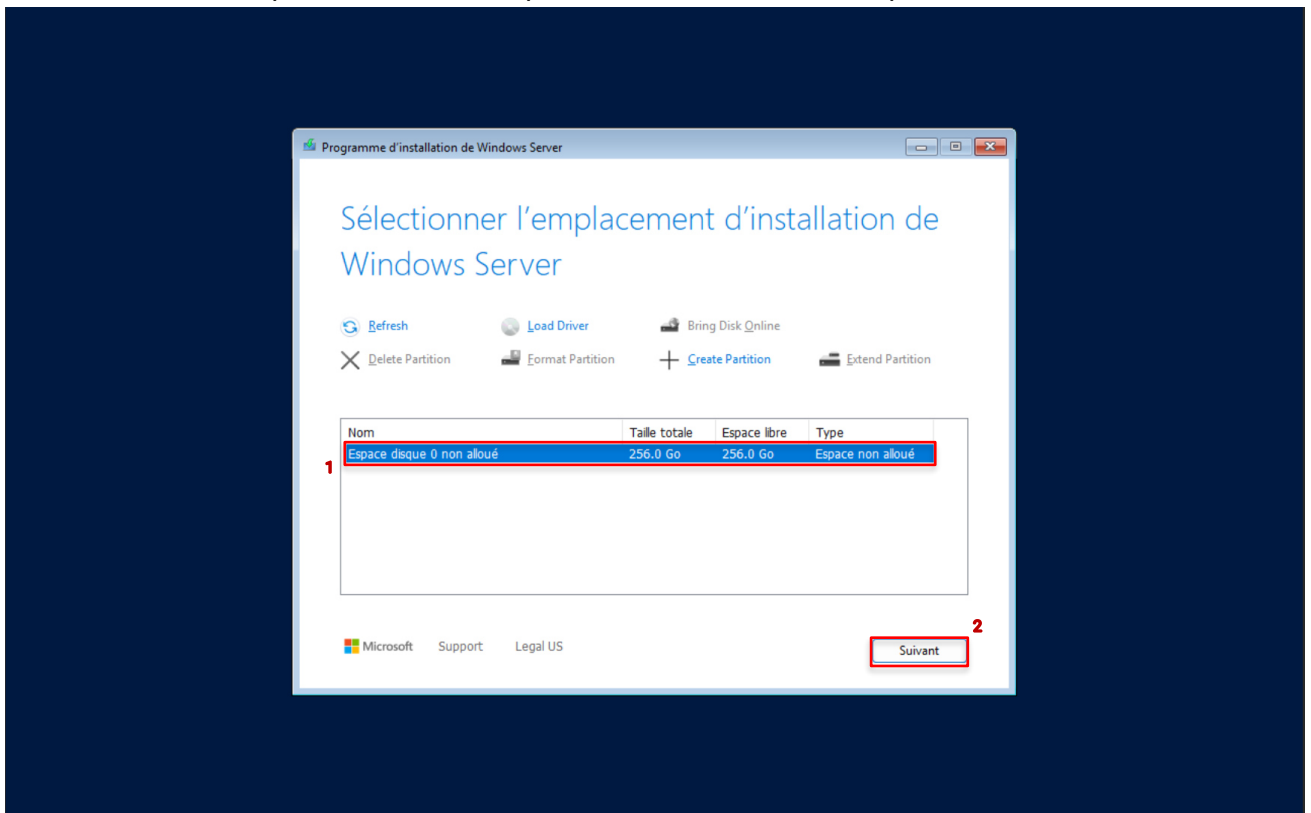 Programme d'installation de Windows Server
Sélectionner l’emplacement d’installation de
Windows Server
Refresh Load Driver Bring Disk Online
Delete Partition Format Partition Create Partition Extend Partition
Nom Taille totale Espace libre Type
1 Espace disque 0 non alloué 256.0 Go 256.0 Go Espace non alloué
2
Microsoft Support Legal US Suivant